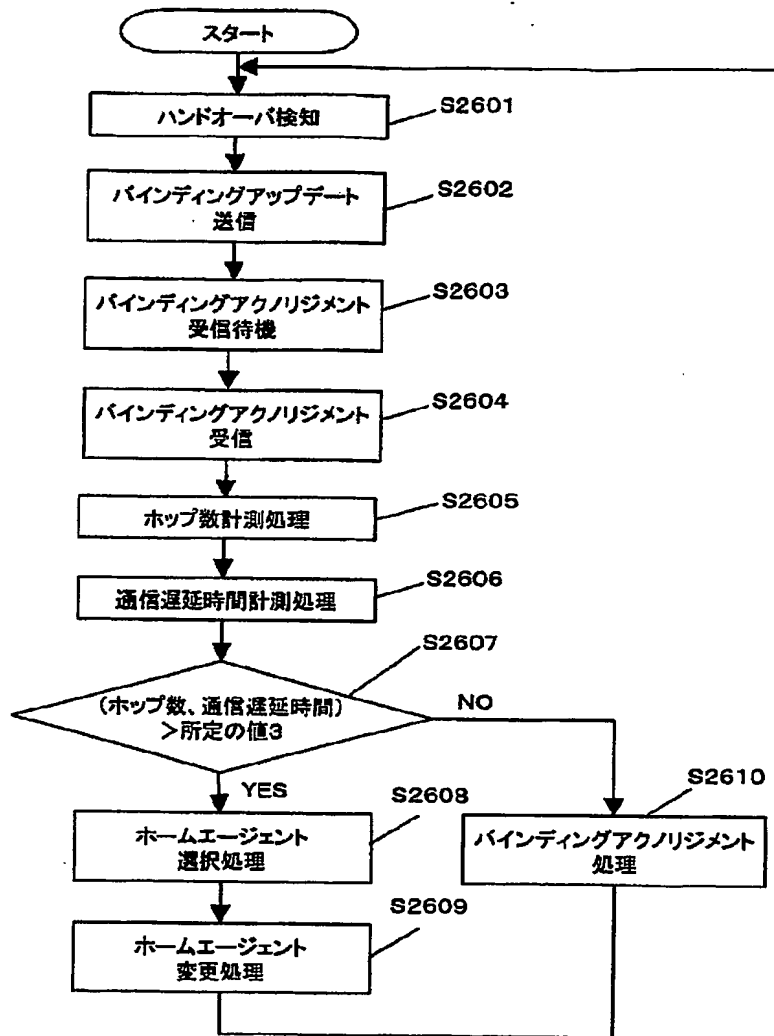 スタート
ハンドオーバ検知
S2601
バインディングアップデート
送信
S2602
バインディングアクノリジメント
受信待機
S2603
バインディングアクノリジメント
受信
S2604
ホップ数計測処理
S2605
通信遅延時間計測処理
S2606
S2607
(ホップ数、通信遅延時間)
>所定の値3
NO
YES
ホームエージェント
選択処理
S2608
S2610
バインディングアクノリジメント
処理
ホームエージェント
変更処理
S2609